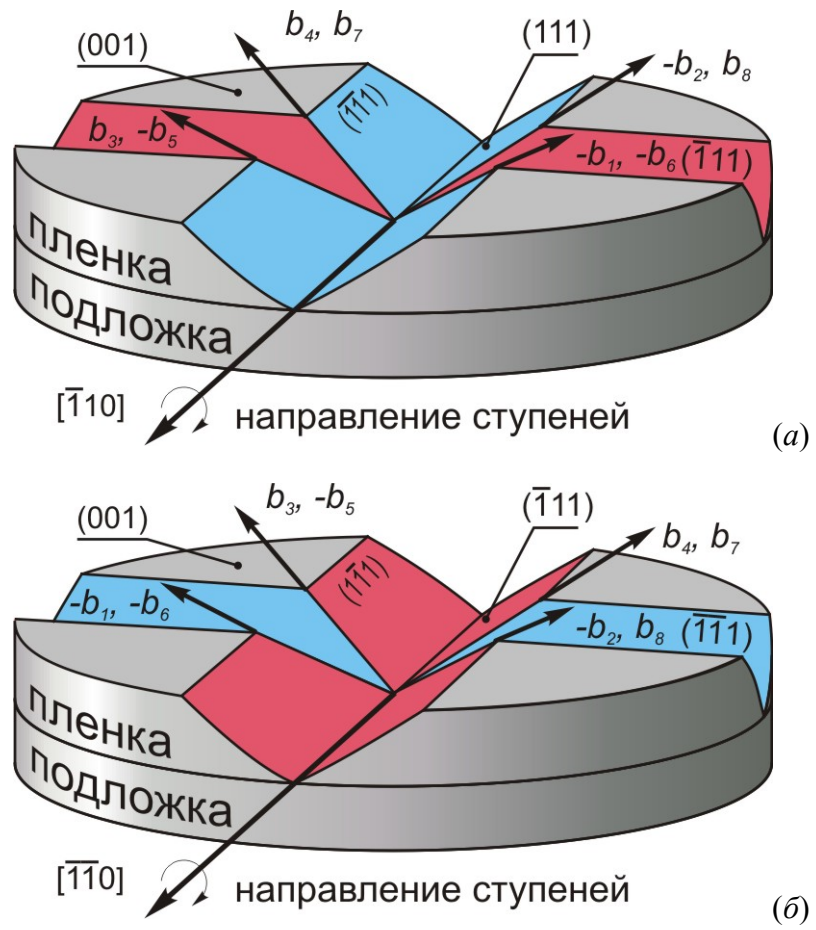 b₄, b₇
(001)
(111)
-b₂, b₈
(1̅1̅1)
b₃, -b₅
-b₁, -b₆ (1̅11)
пленка
подложка
[1̅10]
направление ступеней
(а)
b₃, -b₅
(001)
(1̅11)
b₄, b₇
(11̅1)
-b₁, -b₆
-b₂, b₈ (1̅1̅1)
пленка
подложка
[1̅1̅0]
направление ступеней
(б)